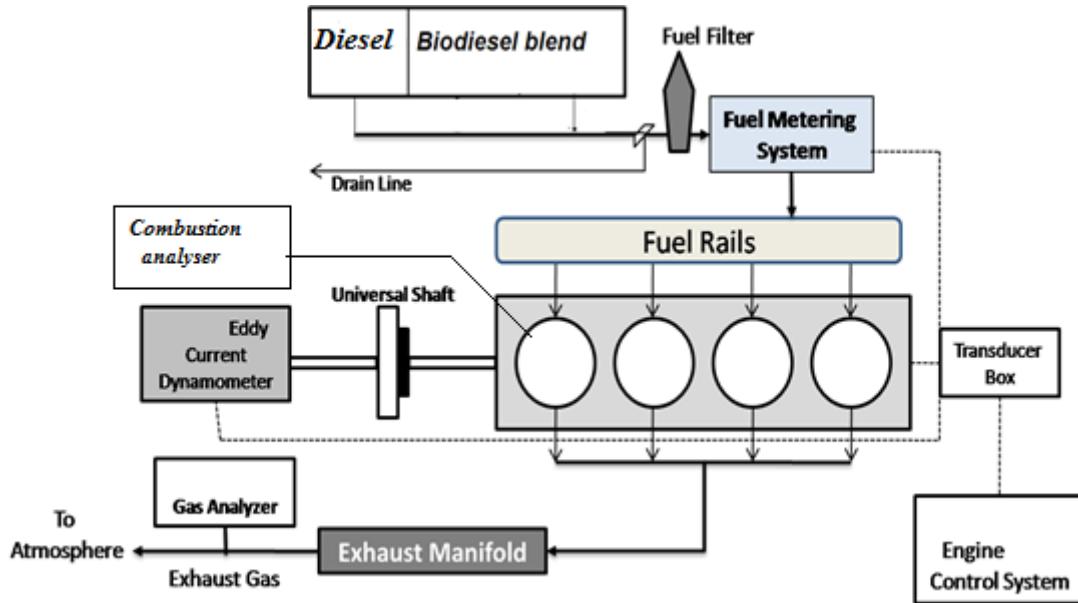 Diesel
Biodiesel blend
Fuel Filter
Fuel Metering
System
Drain Line
Combustion
analyser
Fuel Rails
Universal Shaft
Eddy
Current
Dynamometer
Transducer
Box
Gas Analyzer
To
Atmosphere
Exhaust Manifold
Exhaust Gas
Engine
Control System